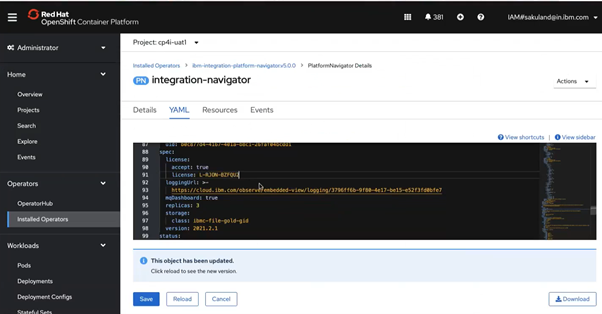 Red Hat
OpenShift Container Platform
381
IAM#sakuland@in.ibm.com
Administrator
Home
Overview
Projects
Search
Explore
Events
Operators
OperatorHub
Installed Operators
Workloads
Pods
Deployments
Deployment Configs
Stateful Sets
Project: cp4i-uat1
Installed Operators
ibm-integration-platform-navigator.v5.0.0
PlatformNavigator Details
PN integration-navigator
Actions
Details YAML Resources Events
View shortcuts View sidebar
87 uid:
88 spec:
89 license:
90 accept: true
91 license: L-RJON-BZFQU2
92 loggingUrl: >-
93 https://cloud.ibm.com/observe/embedded-view/logging/3796ff6b-9f80-4e17-be15-e52f3fd8bfe7
94 mqDashboard: true
95 replicas: 3
96 storage:
97 class: ibmc-file-gold-gid
98 version: 2021.2.1
99 status:
This object has been updated.
Click reload to see the new version.
Save Reload Cancel
Download